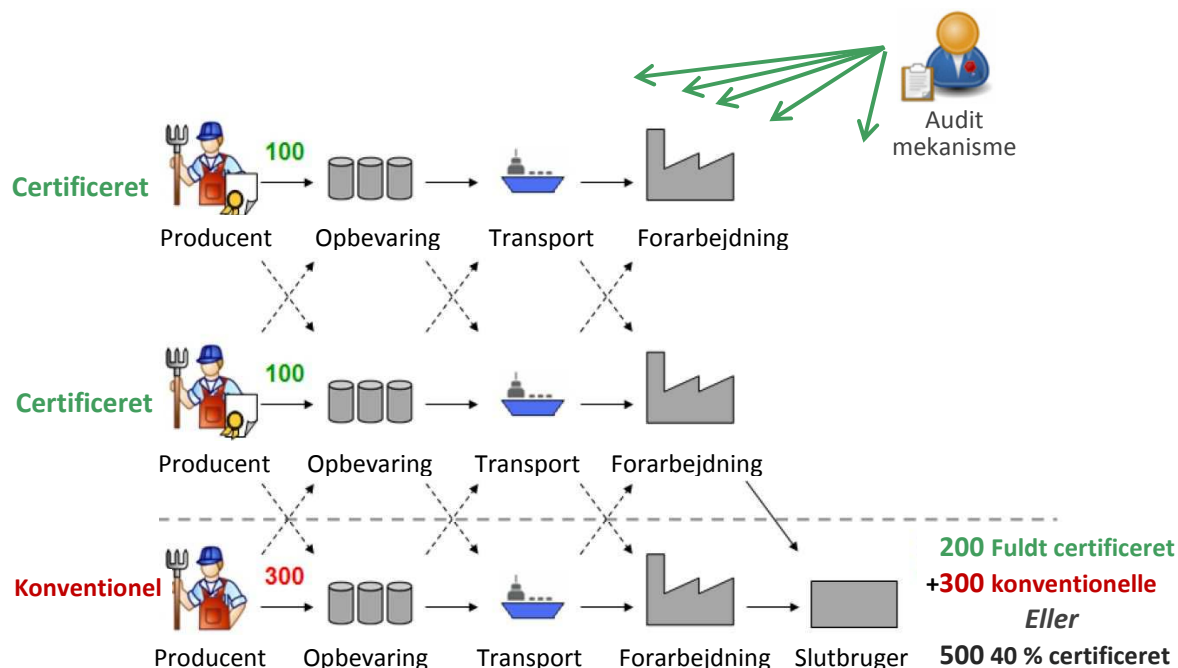 Audit
mekanisme
100
Certificeret
Producent Opbevaring Transport Forarbejdning
100
Certificeret
Producent Opbevaring Transport Forarbejdning
200 Fuldt certificeret
Konventionel 300 +300 konventionelle
Eller
Producent Opbevaring Transport Forarbejdning Slutbruger 500 40 % certificeret